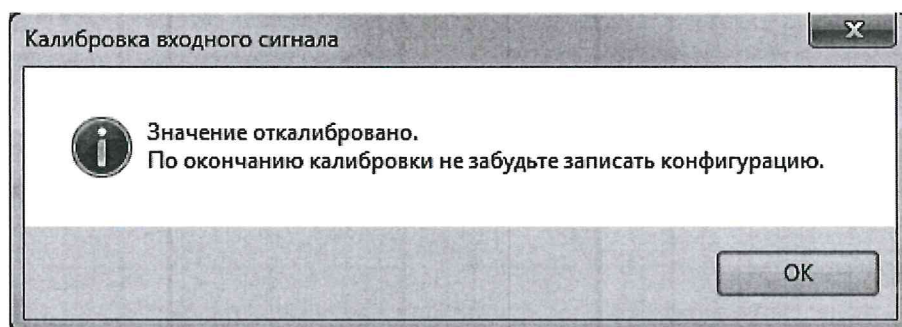 Калибровка входного сигнала
Значение откалибровано.
По окончанию калибровки не забудьте записать конфигурацию.
OK